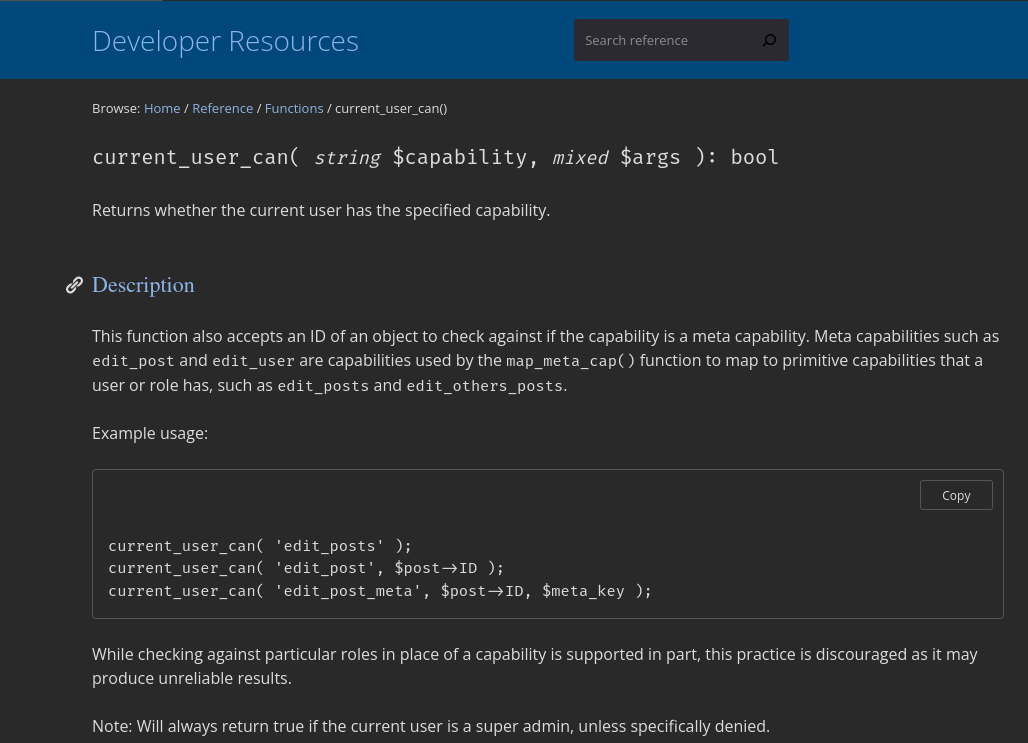 Developer Resources
Search reference
Browse: Home / Reference / Functions / current_user_can()
current_user_can( string $capability, mixed $args ): bool
Returns whether the current user has the specified capability.
Description
This function also accepts an ID of an object to check against if the capability is a meta capability. Meta capabilities such as
edit_post and edit_user are capabilities used by the map_meta_cap() function to map to primitive capabilities that a
user or role has, such as edit_posts and edit_others_posts.
Example usage:
Copy
current_user_can( 'edit_posts' );
current_user_can( 'edit_post', $post->ID );
current_user_can( 'edit_post_meta', $post->ID, $meta_key );
While checking against particular roles in place of a capability is supported in part, this practice is discouraged as it may
produce unreliable results.
Note: Will always return true if the current user is a super admin, unless specifically denied.